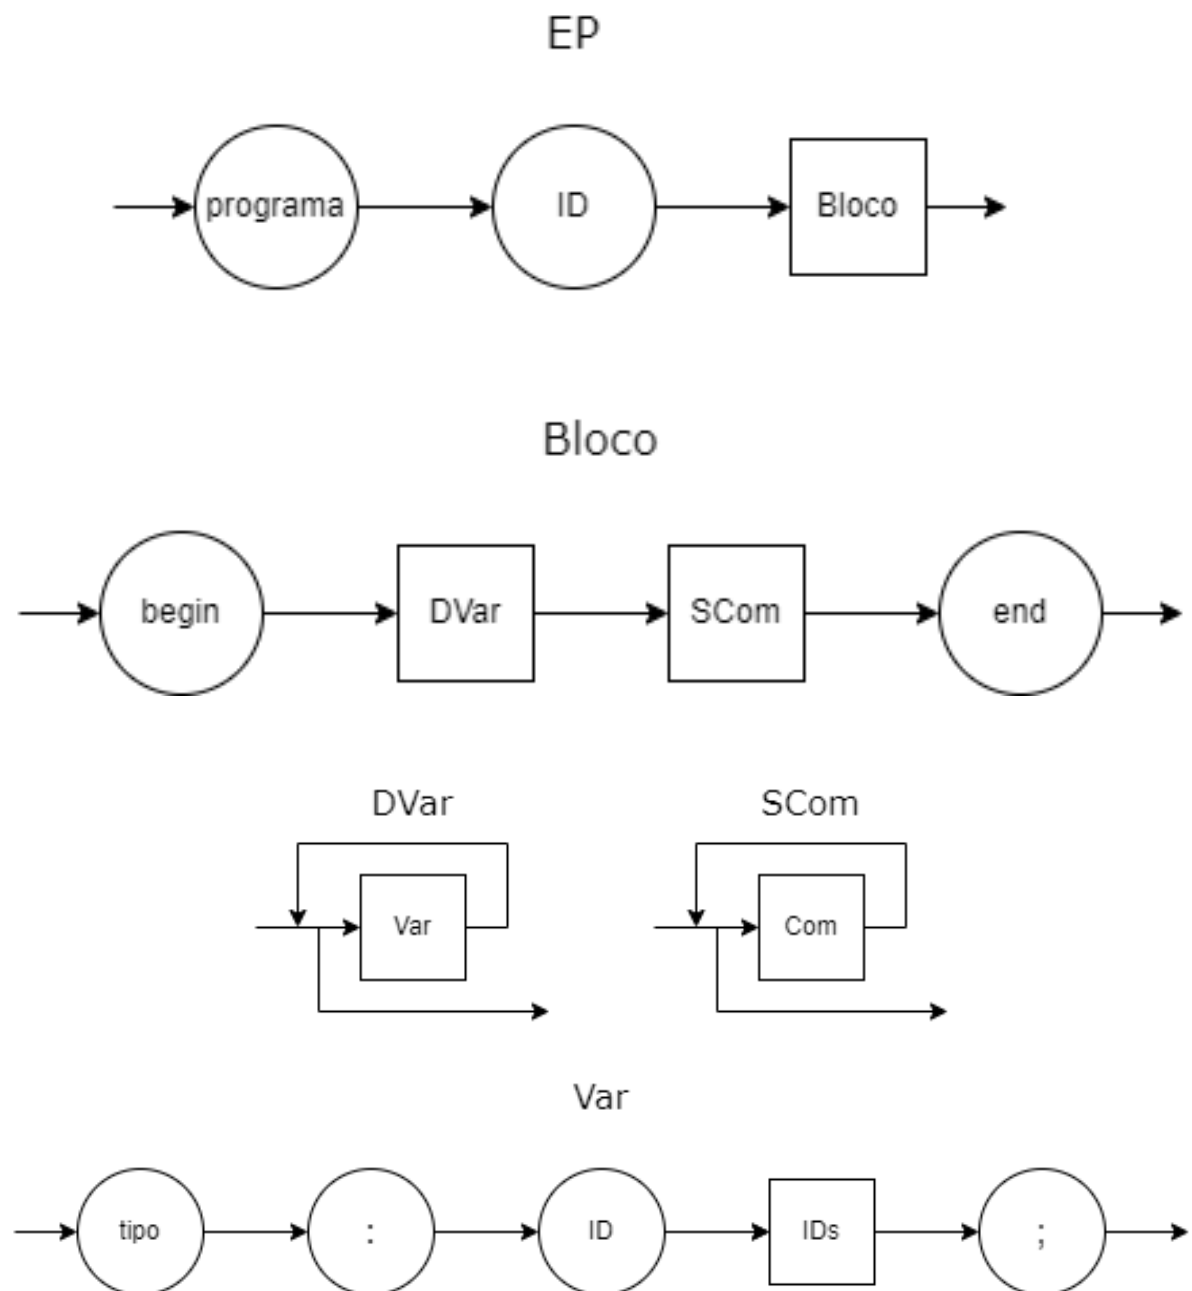 EP
programa ID Bloco
Bloco
begin DVar SCom end
DVar SCom
Var Com
Var
tipo : ID IDs ;